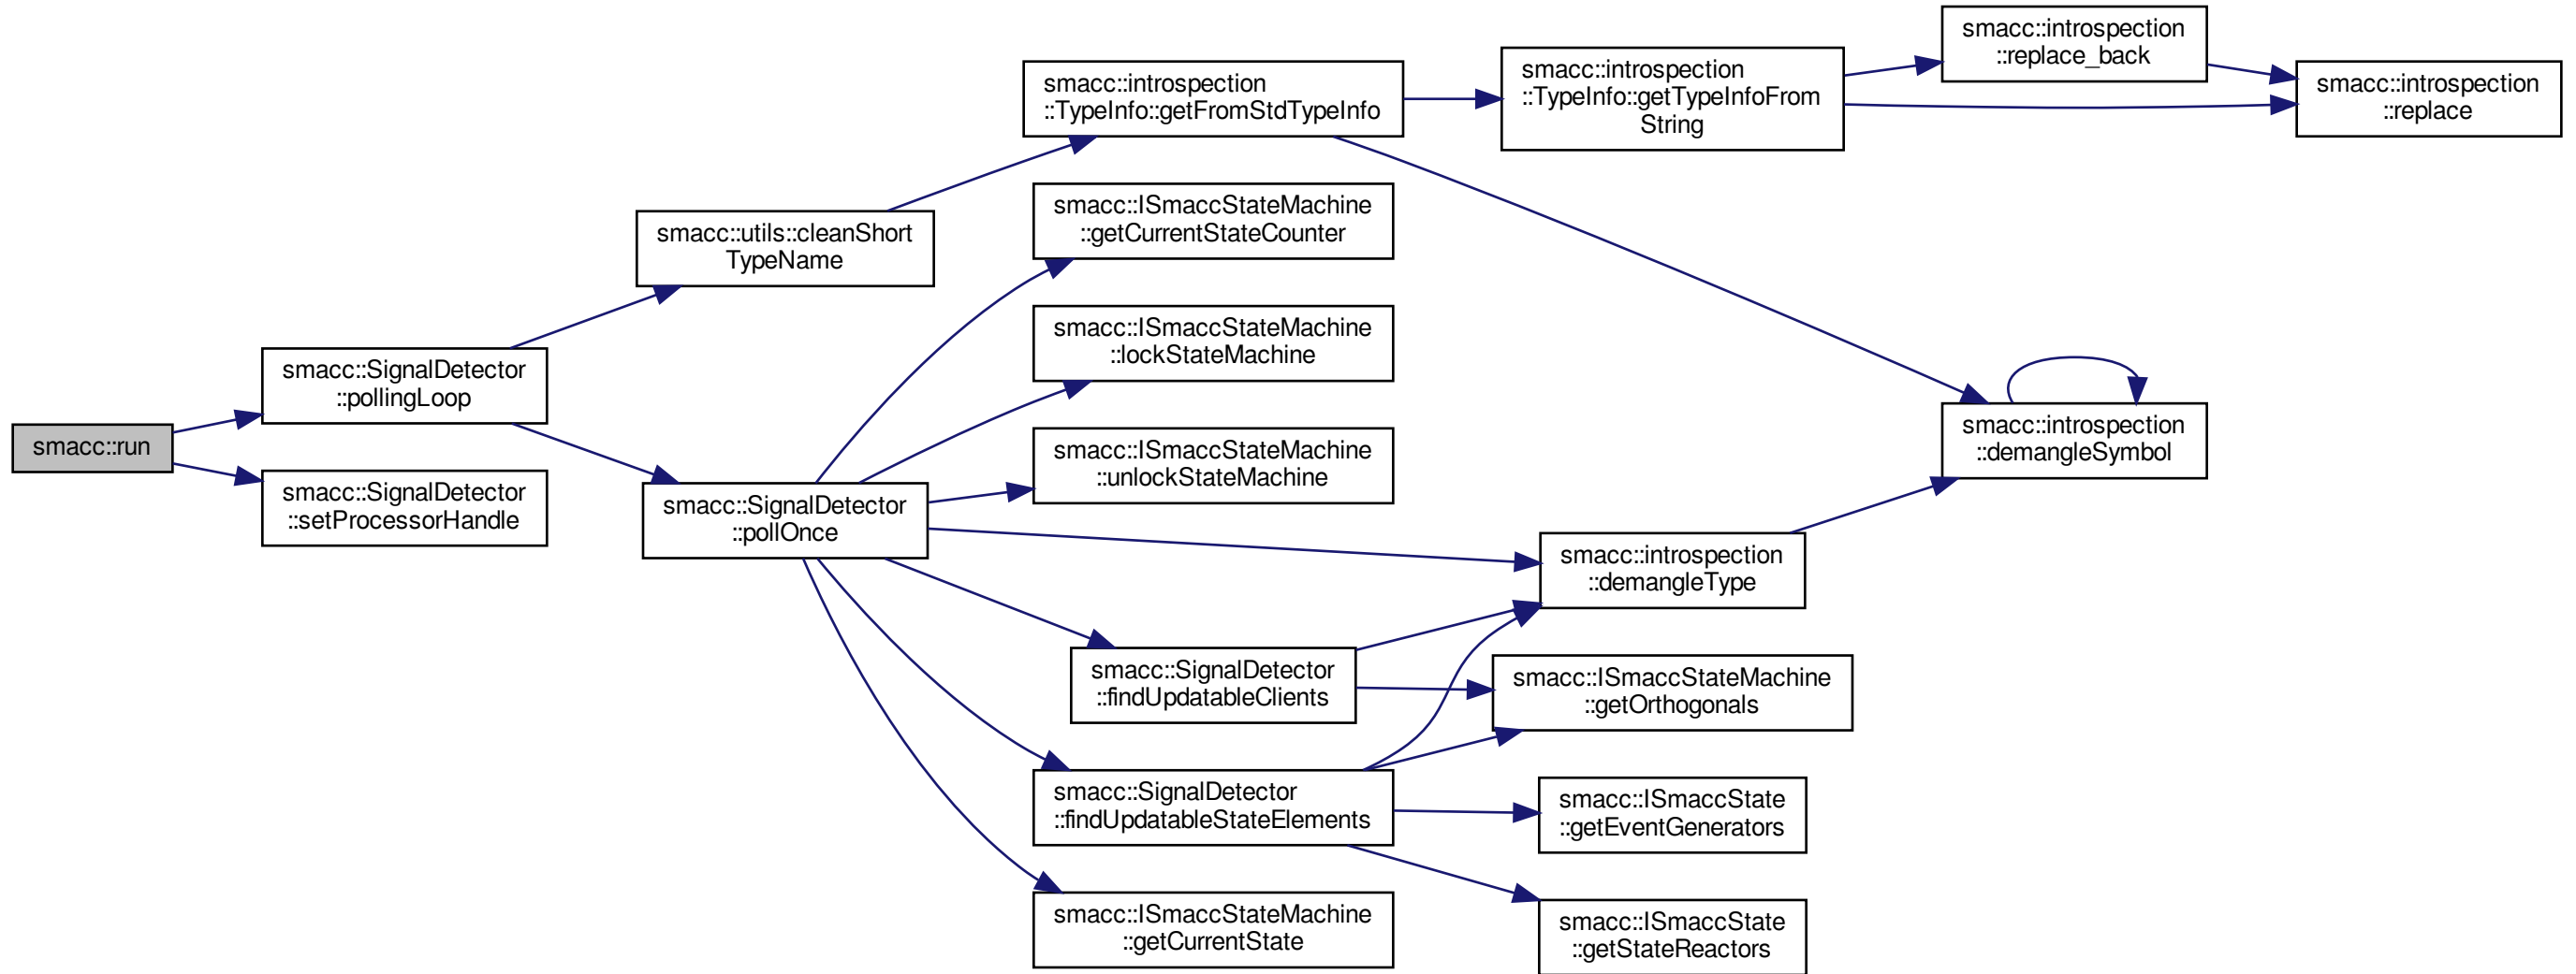 smacc::run
smacc::SignalDetector
::pollingLoop
smacc::SignalDetector
::setProcessorHandle
smacc::utils::cleanShort
TypeName
smacc::SignalDetector
::pollOnce
smacc::introspection
::TypeInfo::getFromStdTypeInfo
smacc::ISmaccStateMachine
::getCurrentStateCounter
smacc::ISmaccStateMachine
::lockStateMachine
smacc::ISmaccStateMachine
::unlockStateMachine
smacc::SignalDetector
::findUpdatableClients
smacc::SignalDetector
::findUpdatableStateElements
smacc::ISmaccStateMachine
::getCurrentState
smacc::introspection
::TypeInfo::getTypeInfoFrom
String
smacc::introspection
::demangleType
smacc::ISmaccStateMachine
::getOrthogonals
smacc::ISmaccState
::getEventGenerators
smacc::ISmaccState
::getStateReactors
smacc::introspection
::replace_back
smacc::introspection
::demangleSymbol
smacc::introspection
::replace